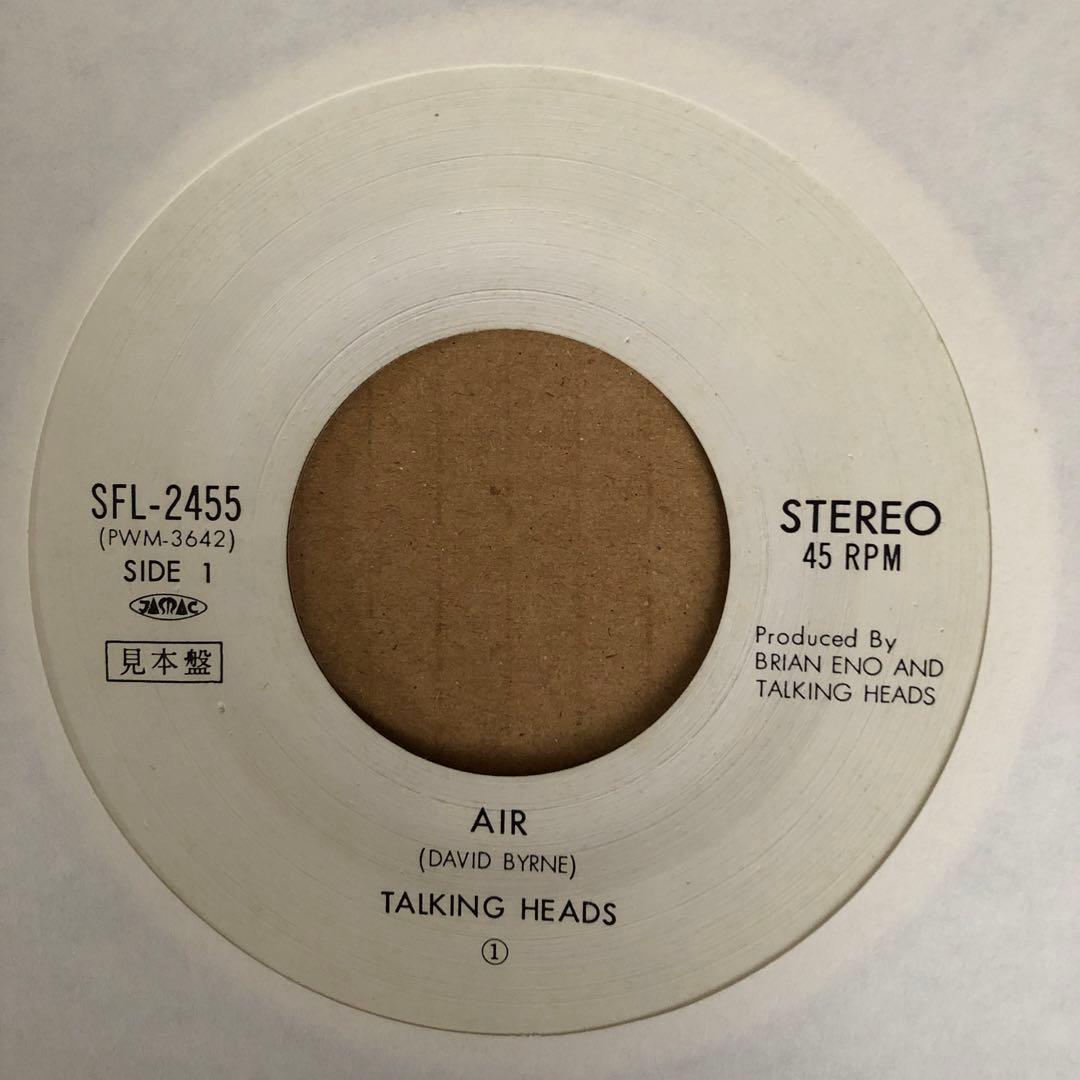 SFL-2455
(PWM-3642)
SIDE 1
JASRAC
見本盤
STEREO
45 RPM
Produced By
BRIAN ENO AND
TALKING HEADS
AIR
(DAVID BYRNE)
TALKING HEADS
①